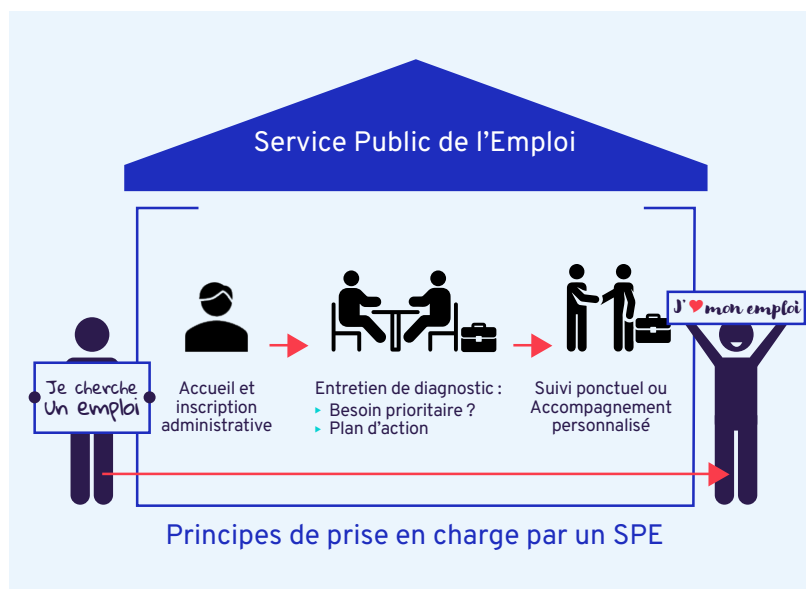 Service Public de l'Emploi
J' mon emploi
Je cherche
Un emploi
Accueil et
inscription
administrative
Entretien de diagnostic :
Besoin prioritaire ?
Plan d'action
Suivi ponctuel ou
Accompagnement
personnalisé
Principes de prise en charge par un SPE